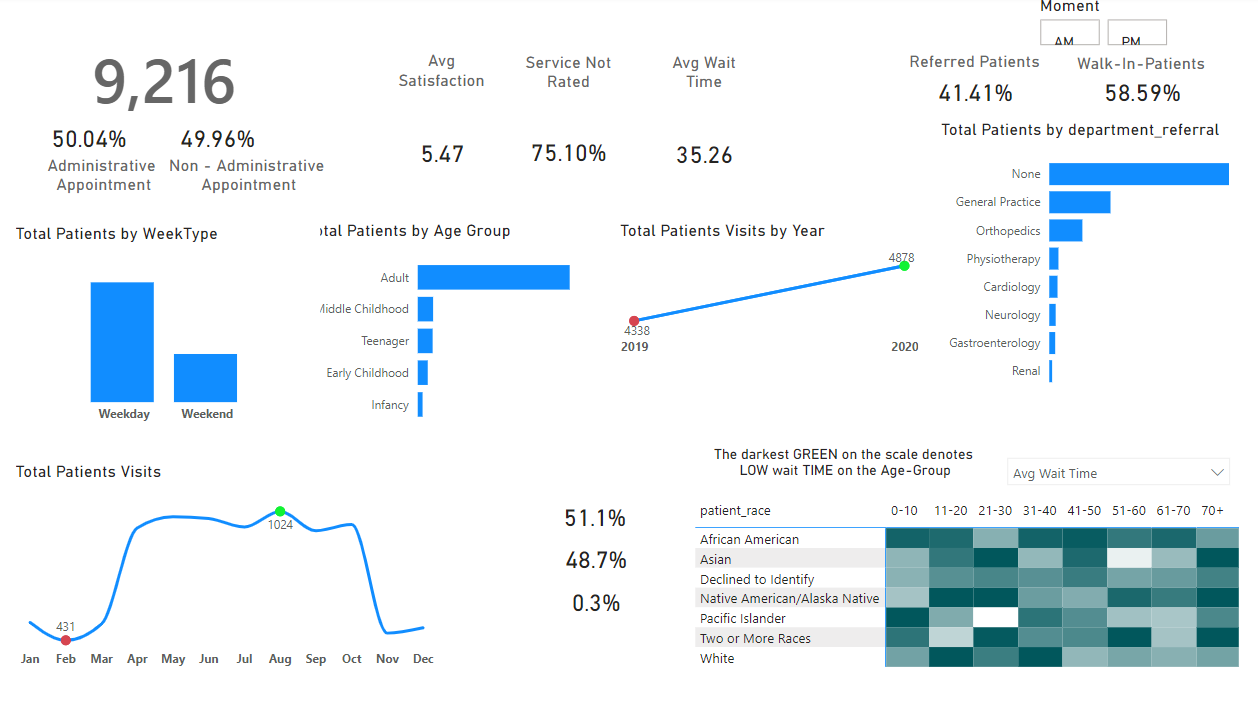 Moment
AM
PM
9,216
50.04%
Administrative
Appointment
49.96%
Non - Administrative
Appointment
Avg
Satisfaction
5.47
Service Not
Rated
75.10%
Avg Wait
Time
35.26
Referred Patients
41.41%
Walk-In-Patients
58.59%
Total Patients by WeekType
Weekday
Weekend
Total Patients by Age Group
Adult
Middle Childhood
Teenager
Early Childhood
Infancy
Total Patients Visits by Year
4338
4878
2019
2020
Total Patients by department_referral
None
General Practice
Orthopedics
Physiotherapy
Cardiology
Neurology
Gastroenterology
Renal
Total Patients Visits
431
1024
Jan Feb Mar Apr May Jun Jul Aug Sep Oct Nov Dec
51.1%
48.7%
0.3%
The darkest GREEN on the scale denotes
LOW wait TIME on the Age-Group
Avg Wait Time
patient_race 0-10 11-20 21-30 31-40 41-50 51-60 61-70 70+
African American
Asian
Declined to Identify
Native American/Alaska Native
Pacific Islander
Two or More Races
White